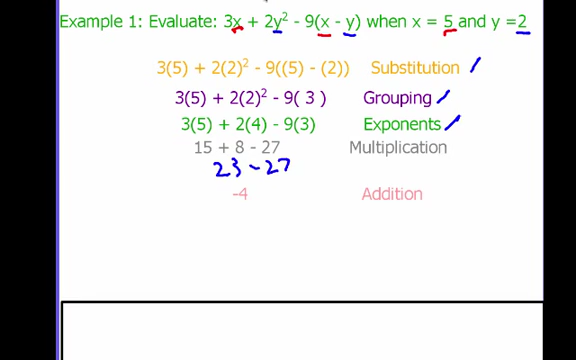 Example 1: Evaluate: 3x + 2y² - 9(x - y) when x = 5 and y =2
3(5) + 2(2)² - 9((5) - (2)) Substitution
3(5) + 2(2)² - 9( 3 ) Grouping
3(5) + 2(4) - 9(3) Exponents
15 + 8 - 27 Multiplication
23 - 27
-4 Addition